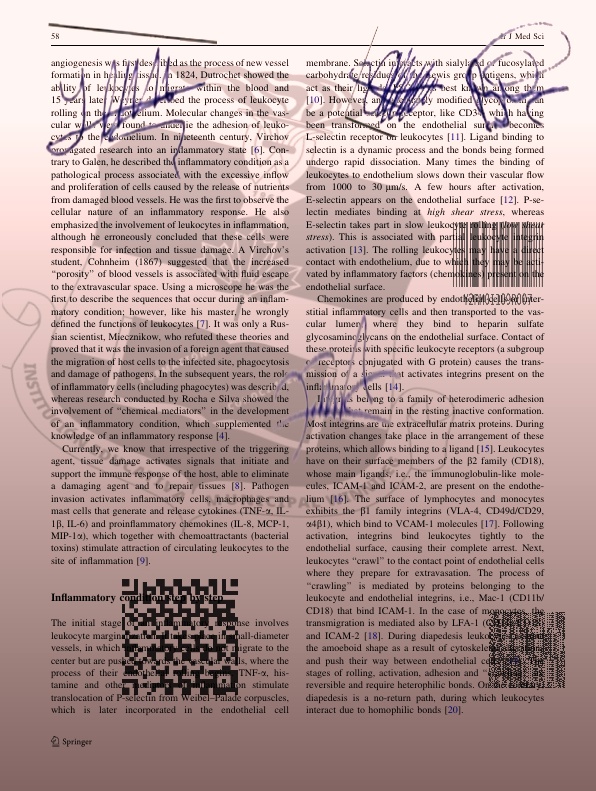 58
Ir J Med Sci
angiogenesis was first described as the process of new vessel
formation in healing tissue. In 1824, Dutrochet showed the
ability of leukocytes to migrate within the blood and
15 years later Wagner described the process of leukocyte
rolling on the endothelium. Molecular changes in the vas-
cular wall were found to underlie the adhesion of leuko-
cytes to endothelium. In nineteenth century, Virchow
propagated research into an inflammatory state [6]. Con-
trary to Galen, he described the inflammatory condition as a
pathological process associated with the excessive inflow
and proliferation of cells caused by the release of nutrients
from damaged blood vessels. He was the first to observe the
cellular nature of an inflammatory response. He also
emphasized the involvement of leukocytes in inflammation,
although he erroneously concluded that these cells were
responsible for infection and tissue damage. A Virchov's
student, Cohnheim (1867) suggested that the increased
"porosity" of blood vessels is associated with fluid escape
to the extravascular space. Using a microscope he was the
first to describe the sequences that occur during an inflam-
matory condition; however, like his master, he wrongly
defined the functions of leukocytes [7]. It was only a Rus-
sian scientist, Miecznikow, who refuted these theories and
proved that it was the invasion of a foreign agent that caused
the migration of host cells to the infected site, phagocytosis
and damage of pathogens. In the subsequent years, the role
of inflammatory cells (including phagocytes) was described,
whereas research conducted by Rocha e Silva showed the
involvement of "chemical mediators" in the development
of an inflammatory condition, which supplemented the
knowledge of an inflammatory response [4].
Currently, we know that irrespective of the triggering
agent, tissue damage activates signals that initiate and
support the immune response of the host, able to eliminate
a damaging agent and to repair tissues [8]. Pathogen
invasion activates inflammatory cells, macrophages and
mast cells that generate and release cytokines (TNF-α, IL-
1β, IL-6) and proinflammatory chemokines (IL-8, MCP-1,
MIP-1α), which together with chemoattractants (bacterial
toxins) stimulate attraction of circulating leukocytes to the
site of inflammation [9].
Inflammatory condition step by step
The initial stage of an inflammatory response involves
leukocyte margination in small-diameter
vessels, in which migrate to the
center but are pushed towards the vascular walls, where the
process of their endothelial rolling begins. TNF-α, his-
tamine and other stimulate
translocation of P-selectin from Weibel–Palade corpuscles,
which is later incorporated in the endothelial cell
membrane. Selectin interacts with sialylated or fucosylated
carbohydrate residues of the Lewis group antigens, which
act as their ligands best known among them
[10]. However, an modified glycoprotein can
be a potential receptor, like CD34, which having
been transferred on the endothelial surface becomes
L-selectin receptor on leukocytes [11]. Ligand binding to
selectin is a dynamic process and the bonds being formed
undergo rapid dissociation. Many times the binding of
leukocytes to endothelium slows down their vascular flow
from 1000 to 30 μm/s. A few hours after activation,
E-selectin appears on the endothelial surface [12]. P-se-
lectin mediates binding at high shear stress, whereas
E-selectin takes part in slow leukocyte rolling (low shear
stress). This is associated with partial leukocyte integrin
activation [13]. The rolling leukocytes may have a direct
contact with endothelium, due to which they may be acti-
vated by inflammatory factors (chemokines) present on the
endothelial surface.
Chemokines are produced by endothelial cells or inter-
stitial inflammatory cells and then transported to the vas-
cular lumen, where they bind to heparin sulfate
glycosaminoglycans on the endothelial surface. Contact of
these proteins with specific leukocyte receptors (a subgroup
of receptors conjugated with G protein) causes the trans-
mission of a signal that activates integrins present on the
inflammatory cells [14].
Integrins belong to a family of heterodimeric adhesion
remain in the resting inactive conformation.
Most integrins are the extracellular matrix proteins. During
activation changes take place in the arrangement of these
proteins, which allows binding to a ligand [15]. Leukocytes
have on their surface members of the β2 family (CD18),
whose main ligands, i.e., the immunoglobulin-like mole-
cules, ICAM-1 and ICAM-2, are present on the endothe-
lium [16]. The surface of lymphocytes and monocytes
exhibits the β1 family integrins (VLA-4, CD49d/CD29,
α4β1), which bind to VCAM-1 molecules [17]. Following
activation, integrins bind leukocytes tightly to the
endothelial surface, causing their complete arrest. Next,
leukocytes "crawl" to the contact point of endothelial cells
where they prepare for extravasation. The process of
"crawling" is mediated by proteins belonging to the
leukocyte and endothelial integrins, i.e., Mac-1 (CD11b/
CD18) that bind ICAM-1. In the case of monocytes, the
transmigration is mediated also by LFA-1
and ICAM-2 [18]. During diapedesis leukocytes
the amoeboid shape as a result of cytoskeletal
and push their way between endothelial cells. The
stages of rolling, activation, adhesion and
reversible and require heterophilic bonds. On the contrary,
diapedesis is a no-return path, during which leukocytes
interact due to homophilic bonds [20].
Springer